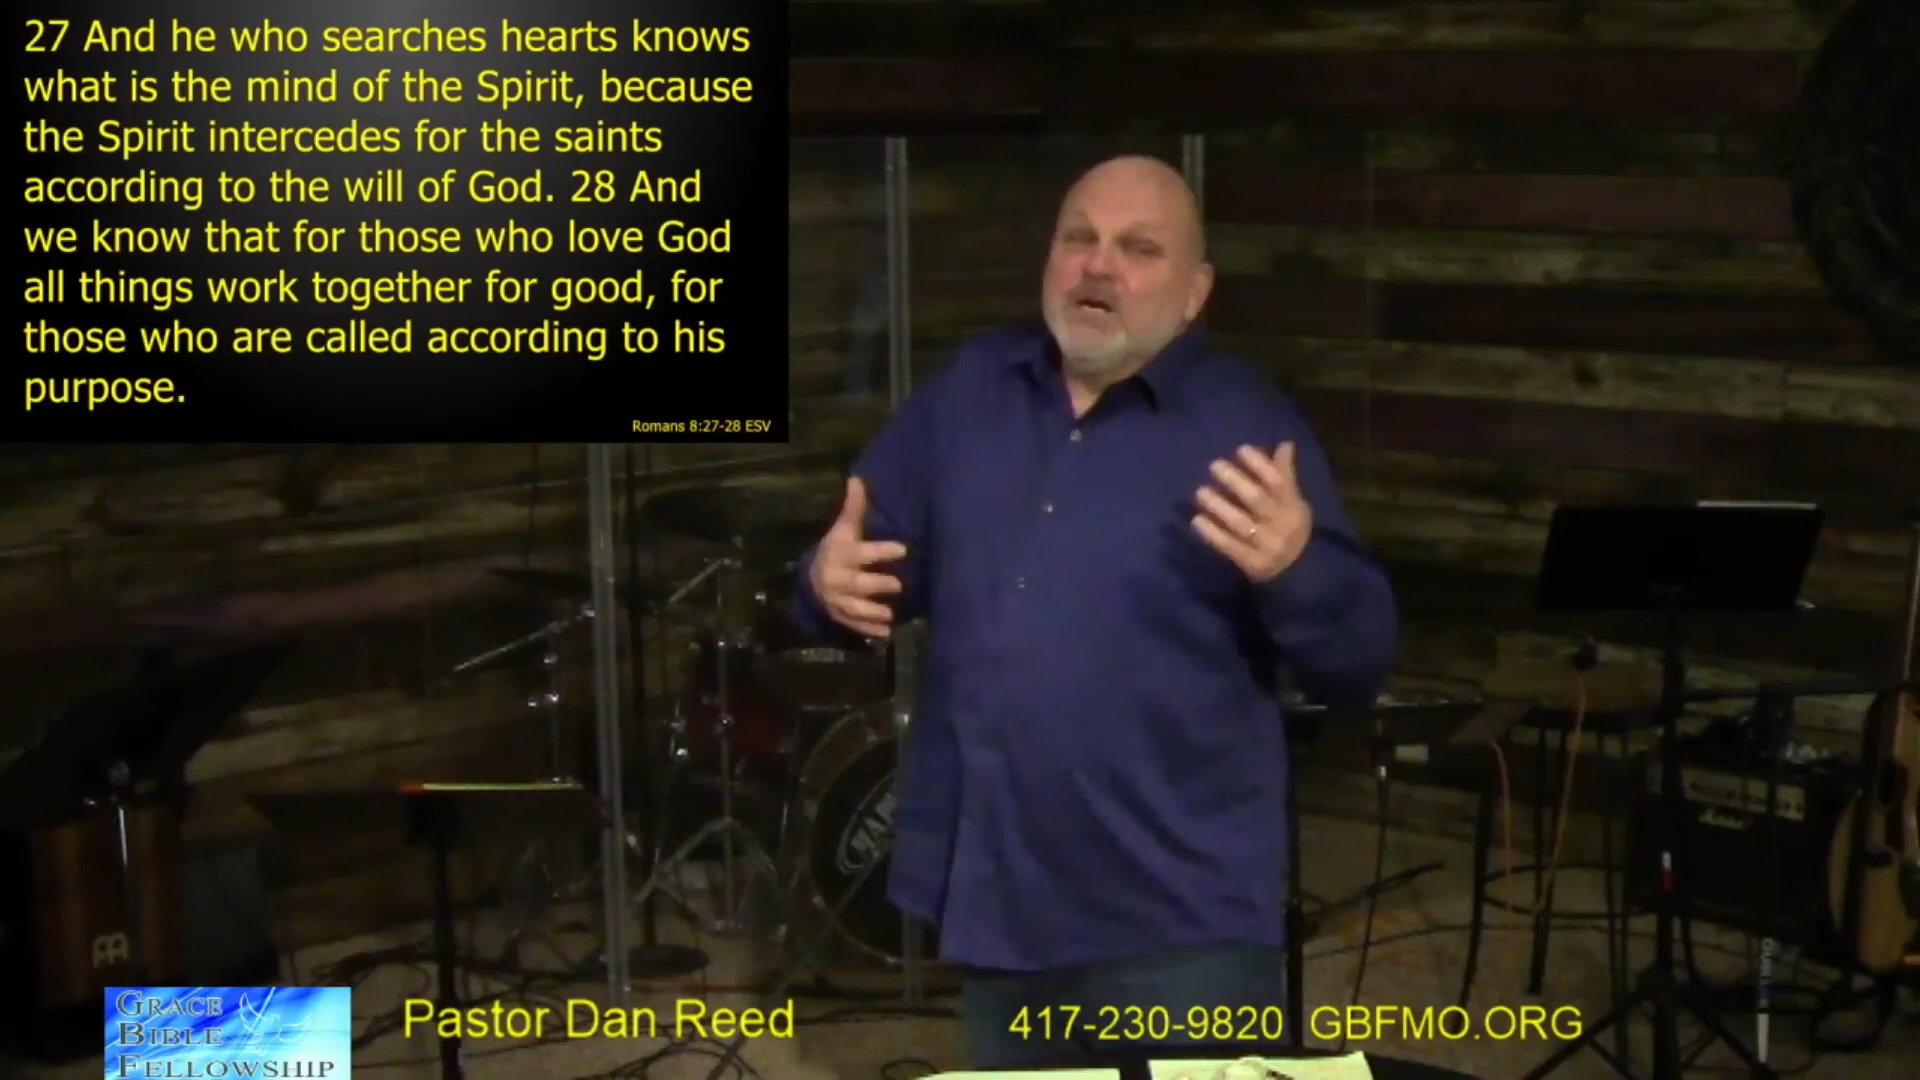 27 And he who searches hearts knows
what is the mind of the Spirit, because
the Spirit intercedes for the saints
according to the will of God. 28 And
we know that for those who love God
all things work together for good, for
those who are called according to his
purpose.
Romans 8:27-28 ESV
Marshall
GRACE
BIBLE
FELLOWSHIP
Pastor Dan Reed
417-230-9820 GBFMO.ORG